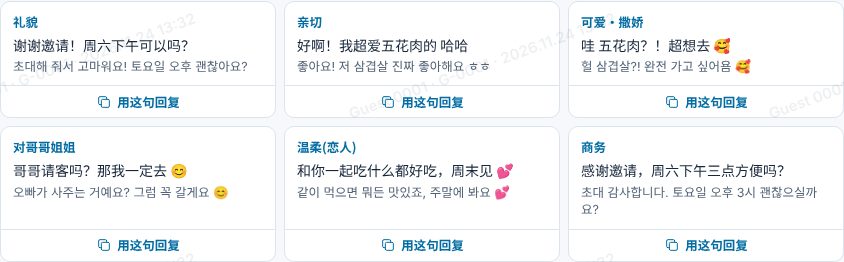 礼貌
谢谢邀请！周六下午可以吗？
초대해 줘서 고마워요! 토요일 오후 괜찮아요?
用这句回复
亲切
好啊！我超爱五花肉的 哈哈
좋아요! 저 삼겹살 진짜 좋아해요 ㅎㅎ
用这句回复
可爱·撒娇
哇 五花肉？！超想去 🥰
헐 삼겹살?! 완전 가고 싶어욤 🥰
用这句回复
对哥哥姐姐
哥哥请客吗？那我一定去 😊
오빠가 사주는 거예요? 그럼 꼭 갈게요 😊
用这句回复
温柔(恋人)
和你一起吃什么都好吃，周末见 💕
같이 먹으면 뭐든 맛있죠, 주말에 봐요 💕
用这句回复
商务
感谢邀请，周六下午三点方便吗？
초대 감사합니다. 토요일 오후 3시 괜찮으실까
요?
用这句回复